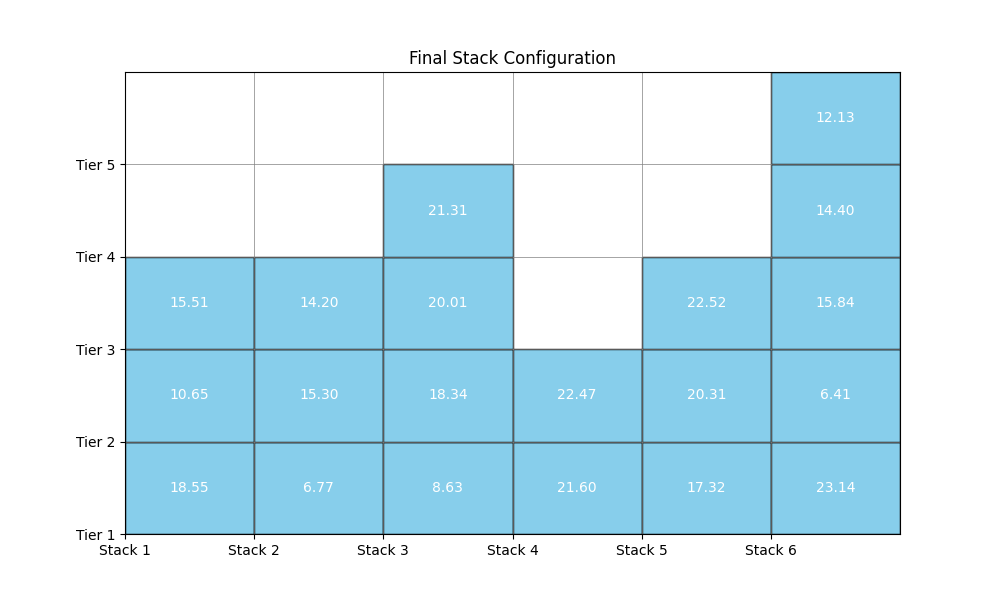 Final Stack Configuration
12.13
Tier 5
21.31 14.40
Tier 4
15.51 14.20 20.01 22.52 15.84
Tier 3
10.65 15.30 18.34 22.47 20.31 6.41
Tier 2
18.55 6.77 8.63 21.60 17.32 23.14
Tier 1
Stack 1 Stack 2 Stack 3 Stack 4 Stack 5 Stack 6